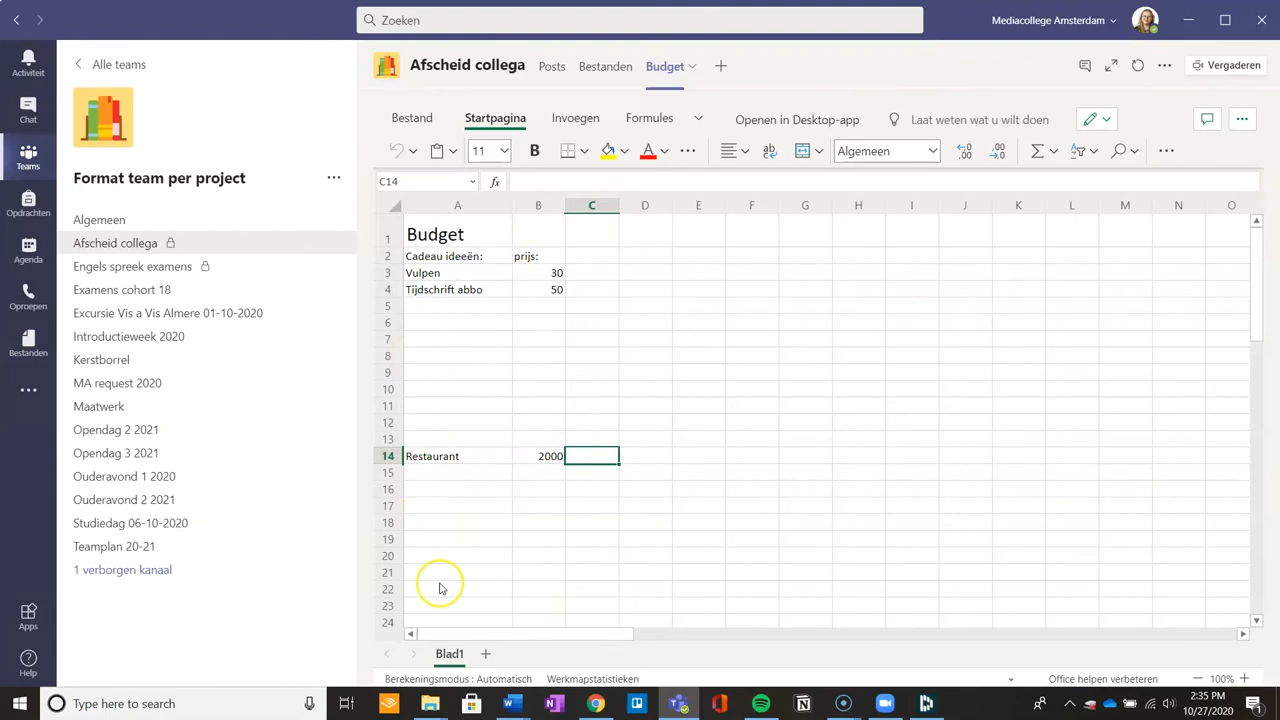 Zoeken
Mediacollege Amsterdam
Activiteit
Chat
Teams
Opdrachten
Agenda
Oproepen
Bestanden
Apps
Help
Alle teams
Format team per project
Algemeen
Afscheid collega
Engels spreek examens
Examens cohort 18
Excursie Vis a Vis Almere 01-10-2020
Introductieweek 2020
Kerstborrel
MA request 2020
Maatwerk
Opendag 2 2021
Opendag 3 2021
Ouderavond 1 2020
Ouderavond 2 2021
Studiedag 06-10-2020
Teamplan 20-21
1 verborgen kanaal
Afscheid collega Posts Bestanden Budget Vergaderen
Bestand Startpagina Invoegen Formules Openen in Desktop-app Laat weten wat u wilt doen
11 B A Algemeen
C14 fx
A B C D E F G H I J K L M N O
1 Budget
2 Cadeau ideeën: prijs:
3 Vulpen 30
4 Tijdschrift abbo 50
5
6
7
8
9
10
11
12
13
14 Restaurant 2000
15
16
17
18
19
20
21
22
23
24
Blad1
Berekeningsmodus : Automatisch Werkmapstatistieken Office helpen verbeteren 100%
Type here to search 2:35 PM
10/27/2020